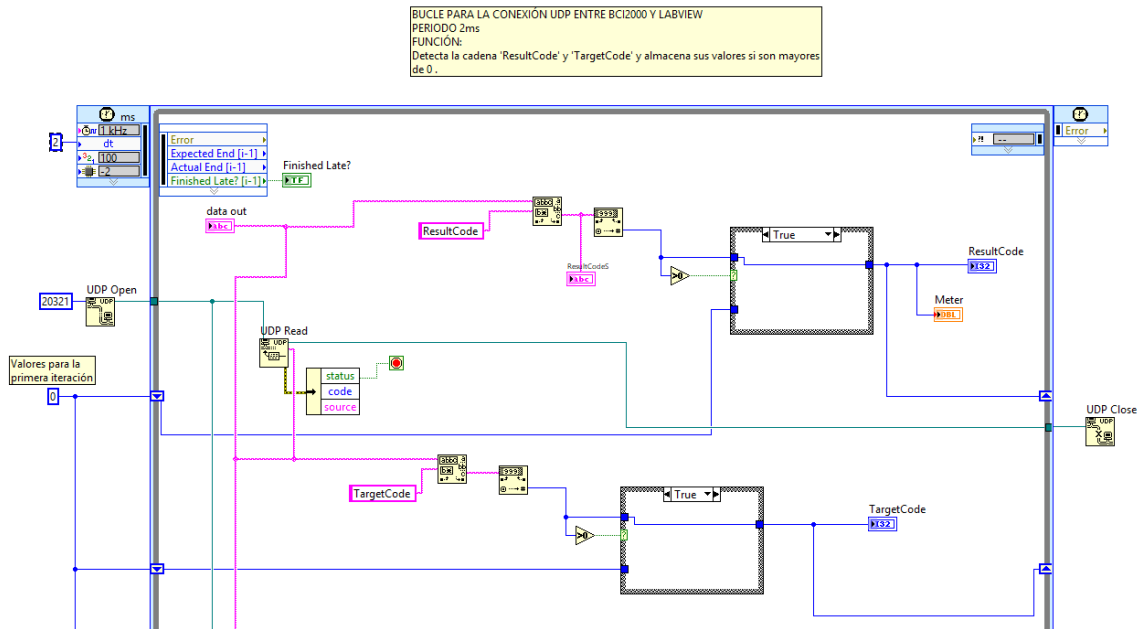 BUCLE PARA LA CONEXIÓN UDP ENTRE BCI2000 Y LABVIEW
PERIODO 2ms
FUNCIÓN:
Detecta la cadena 'ResultCode' y 'TargetCode' y almacena sus valores si son mayores
de 0 .
ms
1 kHz
2
dt
100
-2
Error
Expected End [i-1]
Actual End [i-1]
Finished Late? [i-1]
Finished Late?
TF
--
Error
data out
abc
ResultCode
ResultCodeS
abc
True
ResultCode
I32
Meter
DBL
20321
UDP Open
UDP
UDP Read
UDP
status
code
source
Valores para la
primera iteración
0
UDP Close
UDP
TargetCode
True
TargetCode
I32